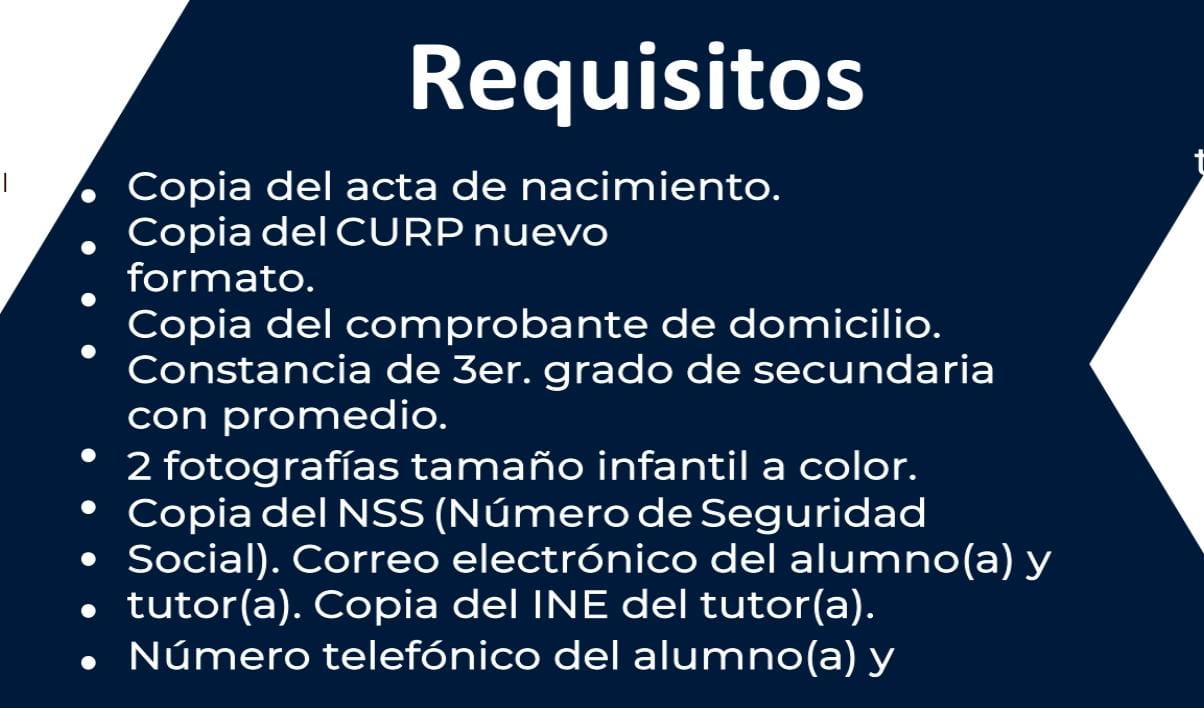 Requisitos
• Copia del acta de nacimiento.
• Copia del CURP nuevo
formato.
• Copia del comprobante de domicilio.
• Constancia de 3er. grado de secundaria
con promedio.
• 2 fotografías tamaño infantil a color.
• Copia del NSS (Número de Seguridad
• Social). Correo electrónico del alumno(a) y
• tutor(a). Copia del INE del tutor(a).
• Número telefónico del alumno(a) y